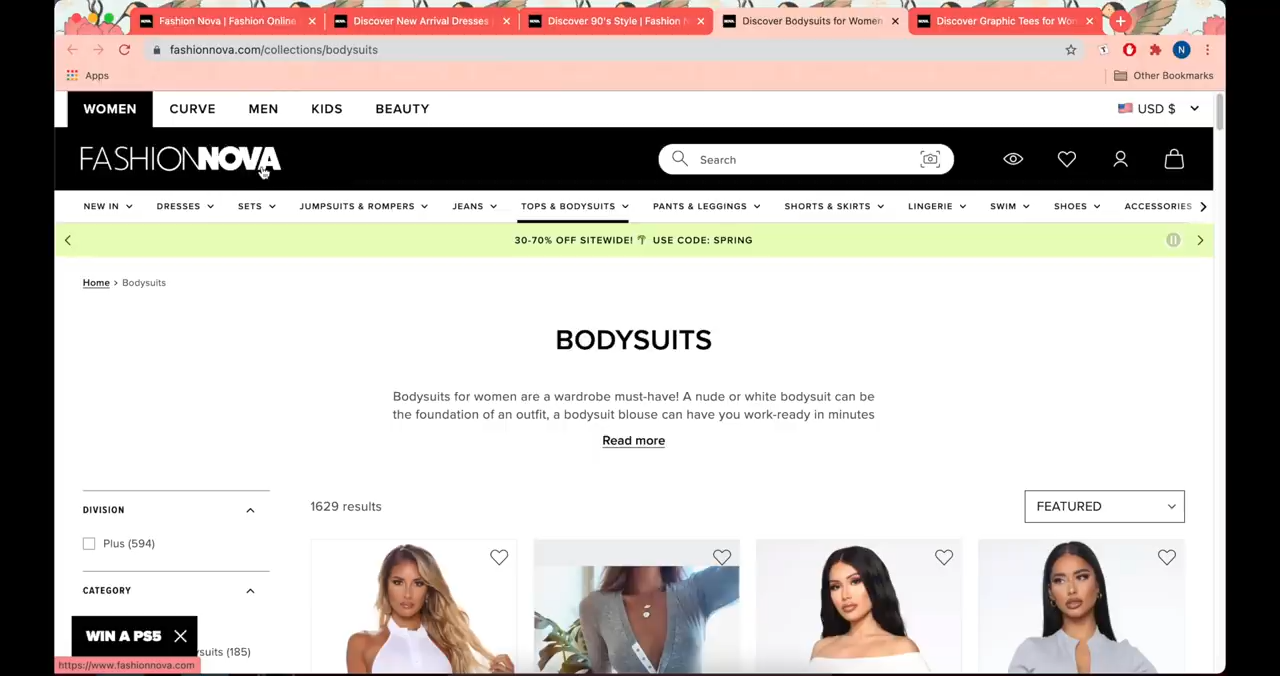 Fashion Nova | Fashion Online
Discover New Arrival Dresses
Discover 90's Style | Fashion
Discover Bodysuits for Women
Discover Graphic Tees for Wom
fashionnova.com/collections/bodysuits
N
Apps
Other Bookmarks
WOMEN
CURVE
MEN
KIDS
BEAUTY
USD $
FASHIONNOVA
Search
NEW IN
DRESSES
SETS
JUMPSUITS & ROMPERS
JEANS
TOPS & BODYSUITS
PANTS & LEGGINGS
SHORTS & SKIRTS
LINGERIE
SWIM
SHOES
ACCESSORIES
30-70% OFF SITEWIDE! 🌴 USE CODE: SPRING
Home > Bodysuits
BODYSUITS
Bodysuits for women are a wardrobe must-have! A nude or white bodysuit can be
the foundation of an outfit, a bodysuit blouse can have you work-ready in minutes
Read more
DIVISION
1629 results
FEATURED
Plus (594)
CATEGORY
WIN A PS5
suits (185)
https://www.fashionnova.com